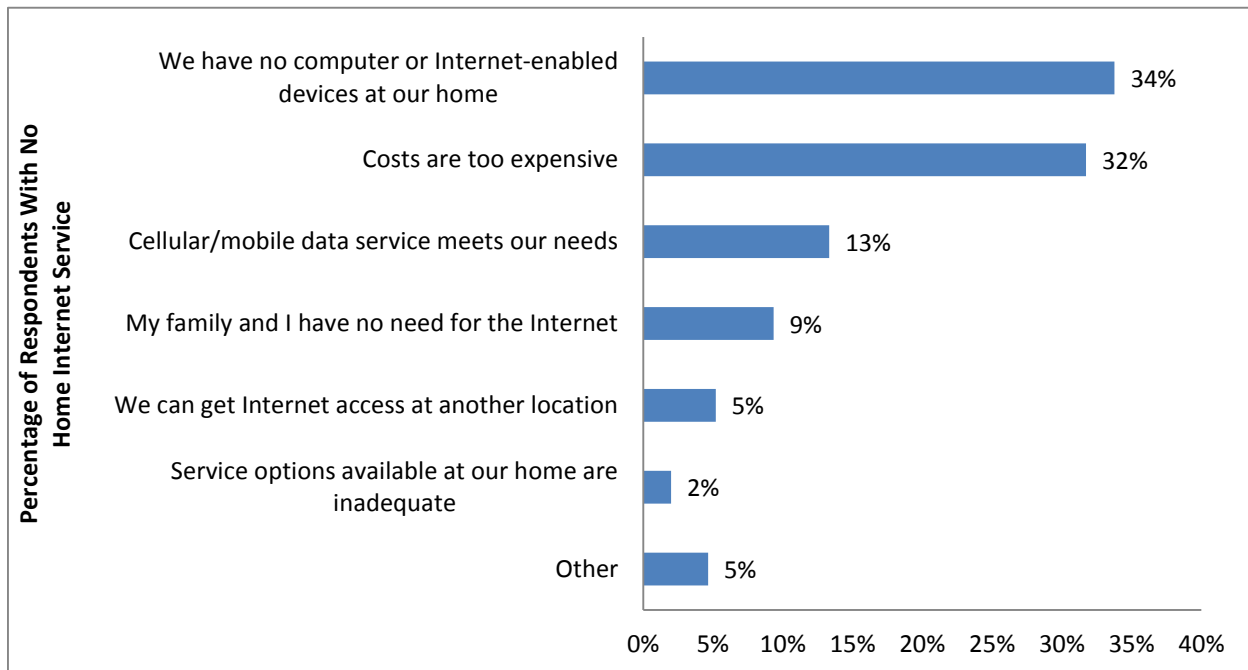 Percentage of Respondents With No
Home Internet Service
We have no computer or Internet-enabled
devices at our home
34%
Costs are too expensive
32%
Cellular/mobile data service meets our needs
13%
My family and I have no need for the Internet
9%
We can get Internet access at another location
5%
Service options available at our home are
inadequate
2%
Other
5%
0% 5% 10% 15% 20% 25% 30% 35% 40%